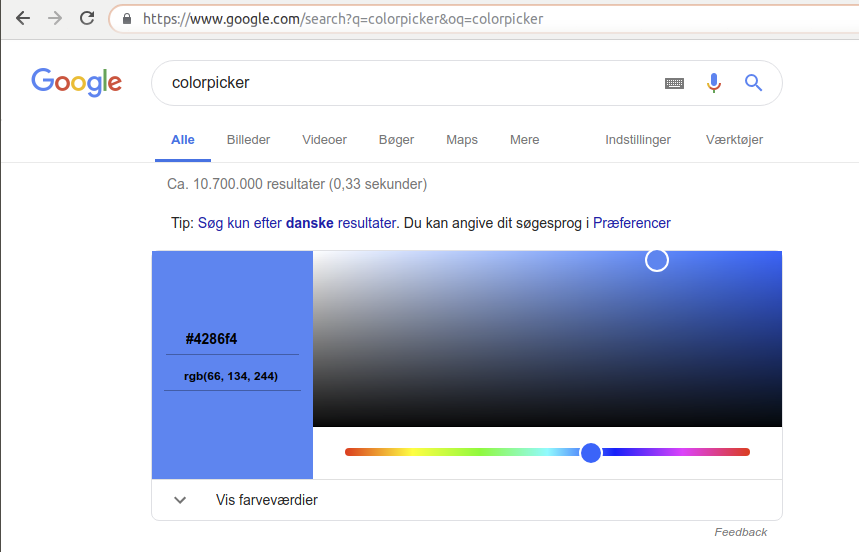 https://www.google.com/search?q=colorpicker&oq=colorpicker
Google
colorpicker
Alle Billeder Videoer Bøger Maps Mere Indstillinger Værktøjer
Ca. 10.700.000 resultater (0,33 sekunder)
Tip: Søg kun efter danske resultater. Du kan angive dit søgesprog i Præferencer
#4286f4
rgb(66, 134, 244)
Vis farveværdier
Feedback